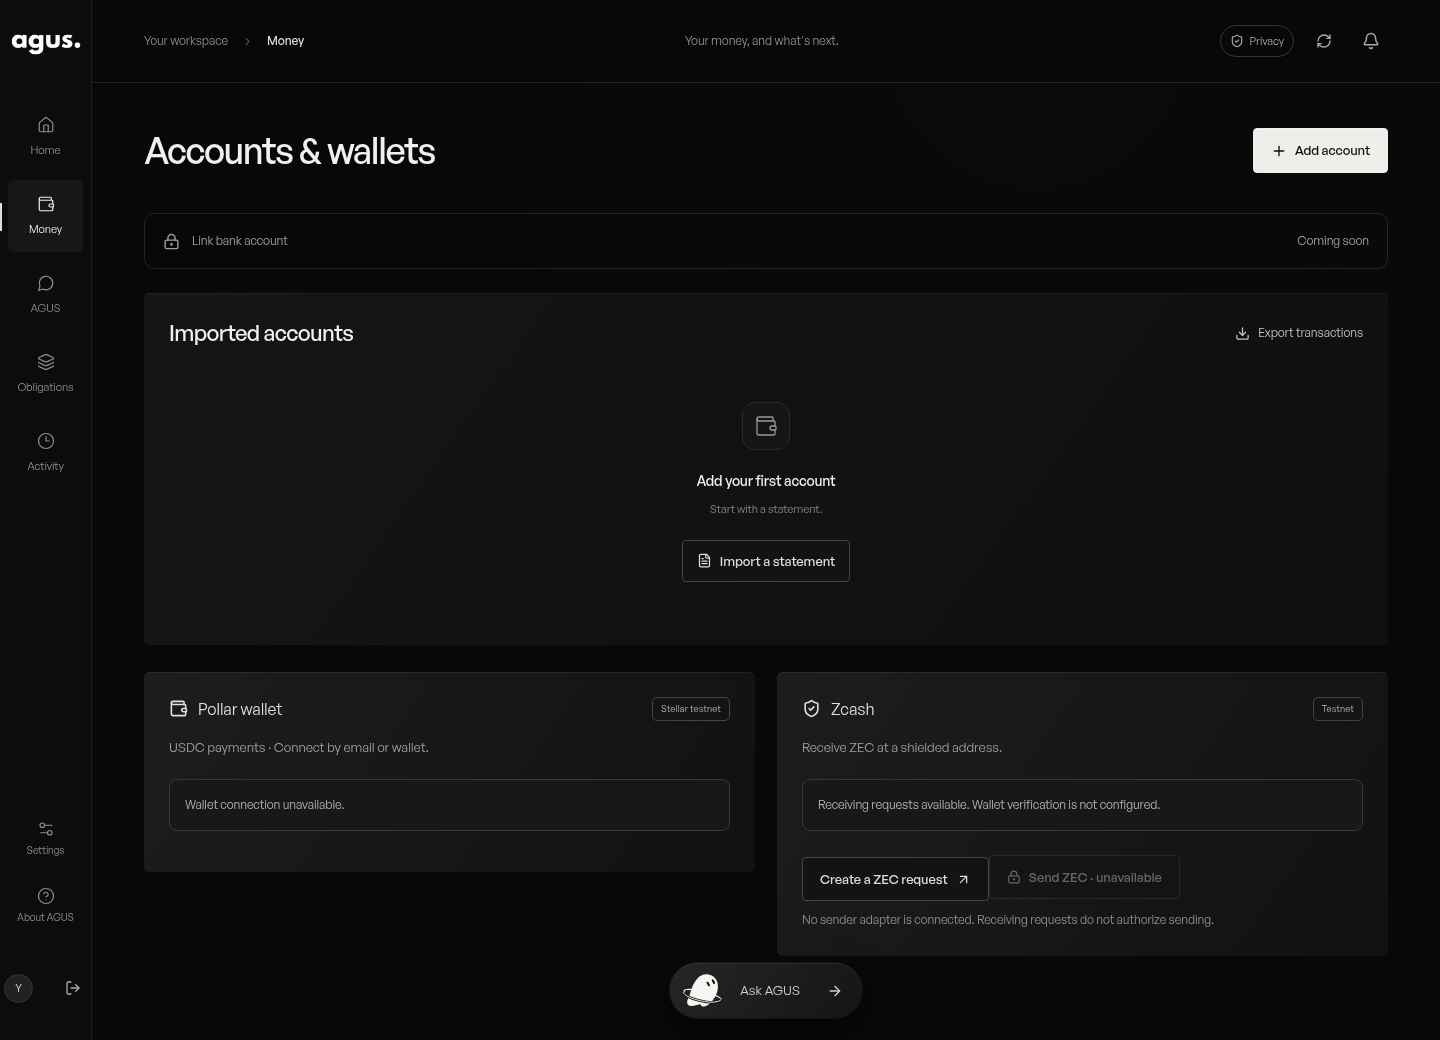 agus.
Your workspace
Money
Your money, and what's next.
Privacy
Home
Money
AGUS
Obligations
Activity
Settings
About AGUS
Y
Accounts & wallets
Add account
Link bank account
Coming soon
Imported accounts
Export transactions
Add your first account
Start with a statement.
Import a statement
Pollar wallet
Stellar testnet
USDC payments · Connect by email or wallet.
Wallet connection unavailable.
Zcash
Testnet
Receive ZEC at a shielded address.
Receiving requests available. Wallet verification is not configured.
Create a ZEC request
Send ZEC · unavailable
No sender adapter is connected. Receiving requests do not authorize sending.
Ask AGUS